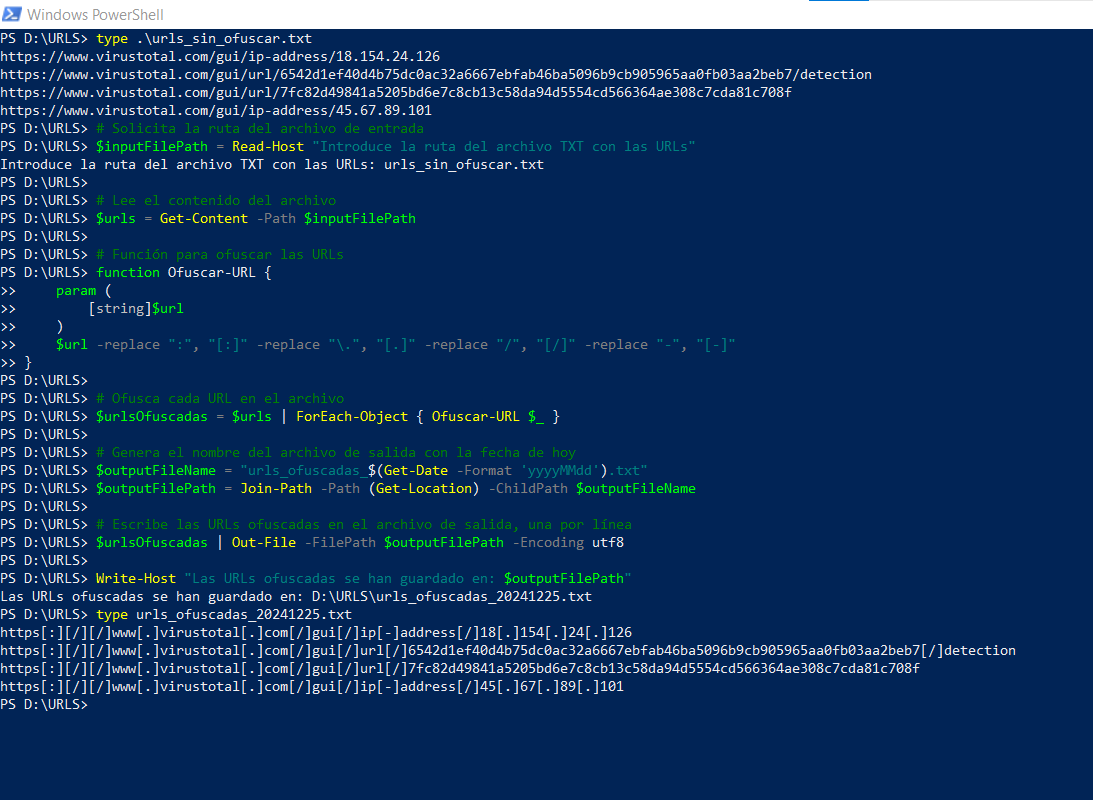 Windows PowerShell
PS D:\URLS> type .\urls_sin_ofuscar.txt
https://www.virustotal.com/gui/ip-address/18.154.24.126
https://www.virustotal.com/gui/url/6542d1ef40d4b75dc0ac32a6667ebfab46ba5096b9cb905965aa0fb03aa2beb7/detection
https://www.virustotal.com/gui/url/7fc82d49841a5205bd6e7c8cb13c58da94d5554cd566364ae308c7cda81c708f
https://www.virustotal.com/gui/ip-address/45.67.89.101
PS D:\URLS> # Solicita la ruta del archivo de entrada
PS D:\URLS> $inputFilePath = Read-Host "Introduce la ruta del archivo TXT con las URLs"
Introduce la ruta del archivo TXT con las URLs: urls_sin_ofuscar.txt
PS D:\URLS>
PS D:\URLS> # Lee el contenido del archivo
PS D:\URLS> $urls = Get-Content -Path $inputFilePath
PS D:\URLS>
PS D:\URLS> # Función para ofuscar las URLs
PS D:\URLS> function Ofuscar-URL {
>>     param (
>>         [string]$url
>>     )
>>     $url -replace ":", "[:]" -replace "\.", "[.]" -replace "/", "[/]" -replace "-", "[-]"
>> }
PS D:\URLS>
PS D:\URLS> # Ofusca cada URL en el archivo
PS D:\URLS> $urlsOfuscadas = $urls | ForEach-Object { Ofuscar-URL $_ }
PS D:\URLS>
PS D:\URLS> # Genera el nombre del archivo de salida con la fecha de hoy
PS D:\URLS> $outputFileName = "urls_ofuscadas_$(Get-Date -Format 'yyyyMMdd').txt"
PS D:\URLS> $outputFilePath = Join-Path -Path (Get-Location) -ChildPath $outputFileName
PS D:\URLS>
PS D:\URLS> # Escribe las URLs ofuscadas en el archivo de salida, una por línea
PS D:\URLS> $urlsOfuscadas | Out-File -FilePath $outputFilePath -Encoding utf8
PS D:\URLS>
PS D:\URLS> Write-Host "Las URLs ofuscadas se han guardado en: $outputFilePath"
Las URLs ofuscadas se han guardado en: D:\URLS\urls_ofuscadas_20241225.txt
PS D:\URLS> type urls_ofuscadas_20241225.txt
https[:][/][/]www[.]virustotal[.]com[/]gui[/]ip[-]address[/]18[.]154[.]24[.]126
https[:][/][/]www[.]virustotal[.]com[/]gui[/]url[/]6542d1ef40d4b75dc0ac32a6667ebfab46ba5096b9cb905965aa0fb03aa2beb7[/]detection
https[:][/][/]www[.]virustotal[.]com[/]gui[/]url[/]7fc82d49841a5205bd6e7c8cb13c58da94d5554cd566364ae308c7cda81c708f
https[:][/][/]www[.]virustotal[.]com[/]gui[/]ip[-]address[/]45[.]67[.]89[.]101
PS D:\URLS>